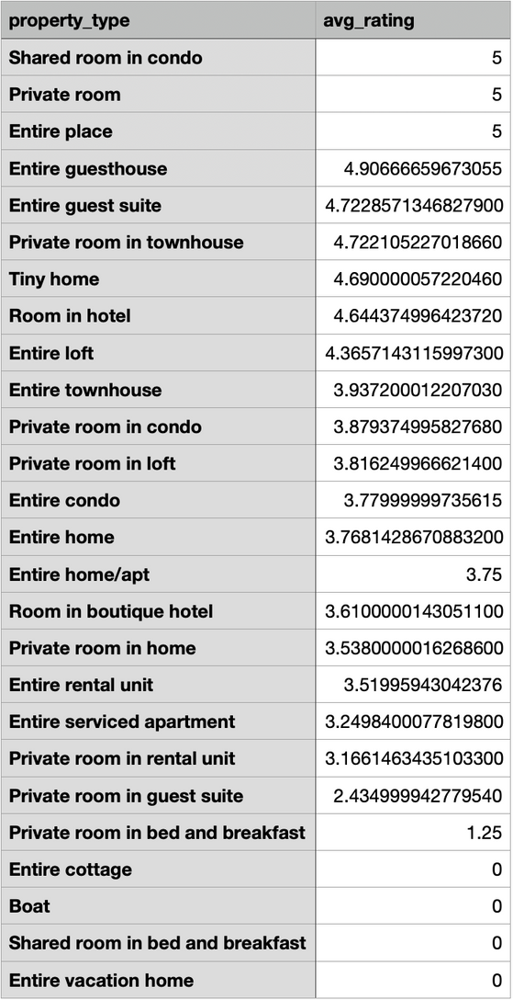 property_type avg_rating
Shared room in condo 5
Private room 5
Entire place 5
Entire guesthouse 4.90666659673055
Entire guest suite 4.7228571346827900
Private room in townhouse 4.722105227018660
Tiny home 4.690000057220460
Room in hotel 4.644374996423720
Entire loft 4.3657143115997300
Entire townhouse 3.937200012207030
Private room in condo 3.879374995827680
Private room in loft 3.816249966621400
Entire condo 3.77999999735615
Entire home 3.7681428670883200
Entire home/apt 3.75
Room in boutique hotel 3.6100000143051100
Private room in home 3.5380000016268600
Entire rental unit 3.51995943042376
Entire serviced apartment 3.2498400077819800
Private room in rental unit 3.1661463435103300
Private room in guest suite 2.434999942779540
Private room in bed and breakfast 1.25
Entire cottage 0
Boat 0
Shared room in bed and breakfast 0
Entire vacation home 0